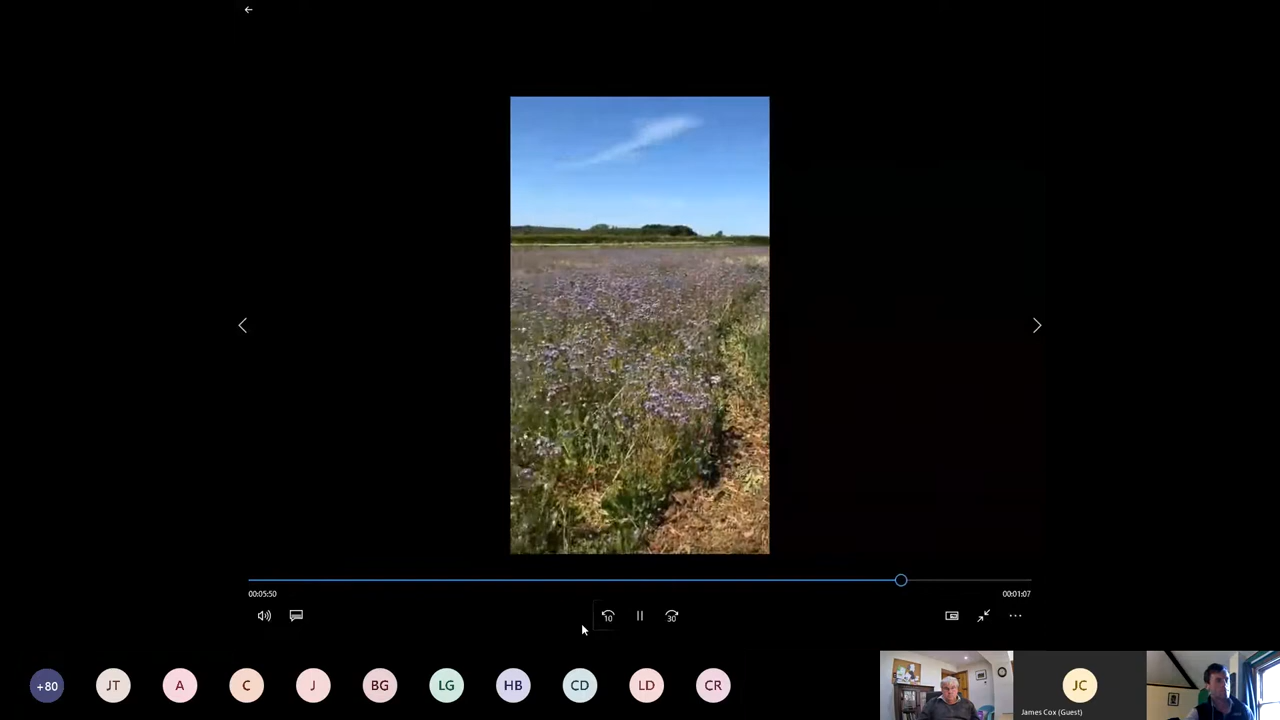 00:05:50
00:01:07
10
30
+80
JT
A
C
J
BG
LG
HB
CD
LD
CR
JC
James Cox (Guest)